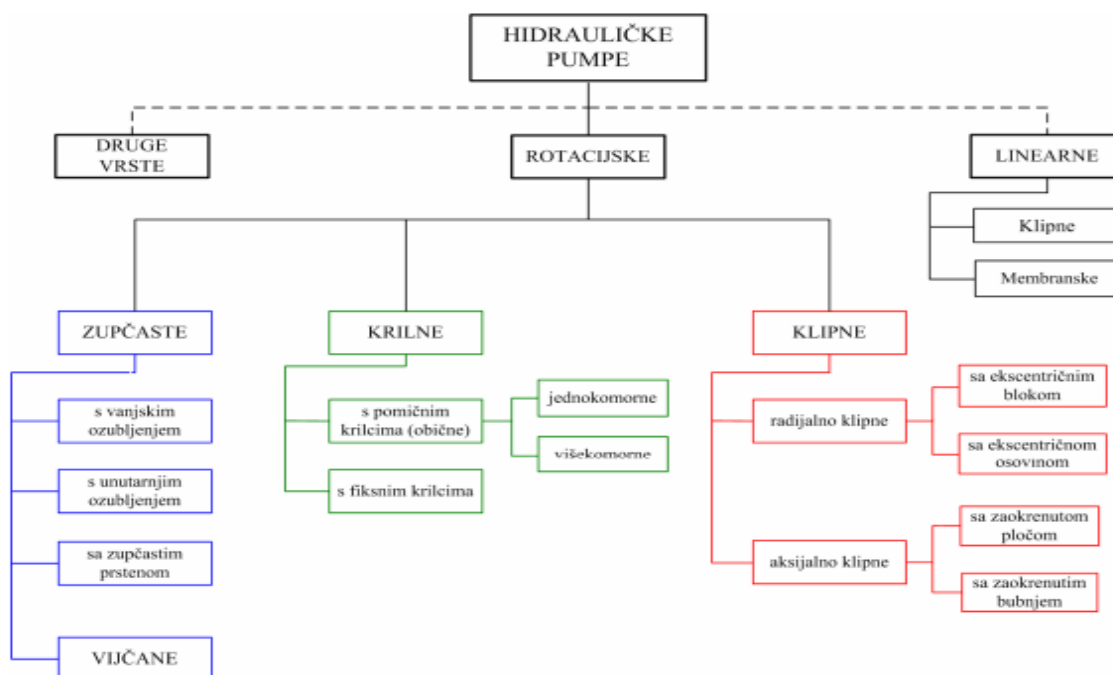 HIDRAULIČKE
PUMPE
DRUGE
VRSTE
ROTACIJSKE
LINEARNE
Klipne
Membranske
ZUPČASTE
KRILNE
KLIPNE
s vanjskim
ozubljenjem
s unutarnjim
ozubljenjem
sa zupčastim
prstenom
VIJČANE
s pomičnim
krilcima (obične)
jednokomorne
višekomorne
s fiksnim krilcima
radijalno klipne
sa ekscentričnim
blokom
sa ekscentričnom
osovinom
aksijalno klipne
sa zaokrenutom
pločom
sa zaokrenutim
bubnjem